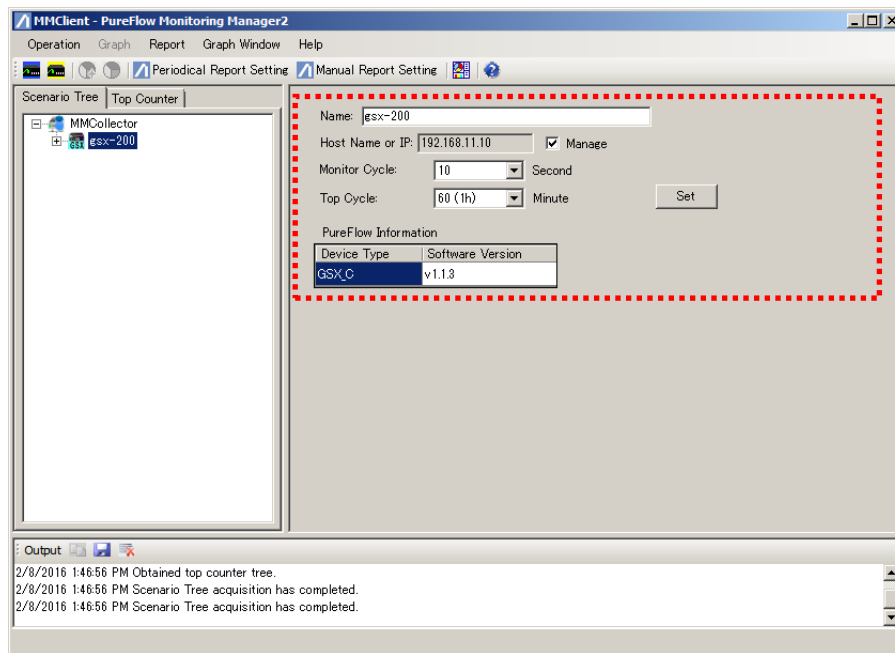 MMClient - PureFlow Monitoring Manager2
Operation Graph Report Graph Window Help
Periodical Report Setting Manual Report Setting
Scenario Tree Top Counter
MMCollector
GSX gsx-200
Name: gsx-200
Host Name or IP: 192.168.11.10 Manage
Monitor Cycle: 10 Second
Top Cycle: 60 (1h) Minute Set
PureFlow Information
Device Type Software Version
GSX_C v1.1.3
Output
2/8/2016 1:46:56 PM Obtained top counter tree.
2/8/2016 1:46:56 PM Scenario Tree acquisition has completed.
2/8/2016 1:46:56 PM Scenario Tree acquisition has completed.